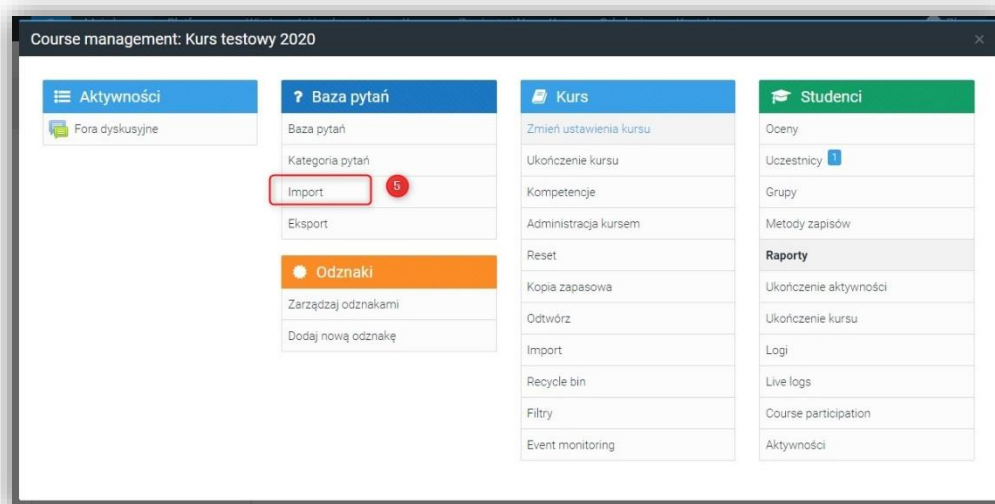 Course management: Kurs testowy 2020
×
Aktywności
Fora dyskusyjne
? Baza pytań
Baza pytań
Kategoria pytań
Import
5
Eksport
Odznaki
Zarządzaj odznakami
Dodaj nową odznakę
Kurs
Zmień ustawienia kursu
Ukończenie kursu
Kompetencje
Administracja kursem
Reset
Kopia zapasowa
Odtwórz
Import
Recycle bin
Filtry
Event monitoring
Studenci
Oceny
Uczestnicy 1
Grupy
Metody zapisów
Raporty
Ukończenie aktywności
Ukończenie kursu
Logi
Live logs
Course participation
Aktywności